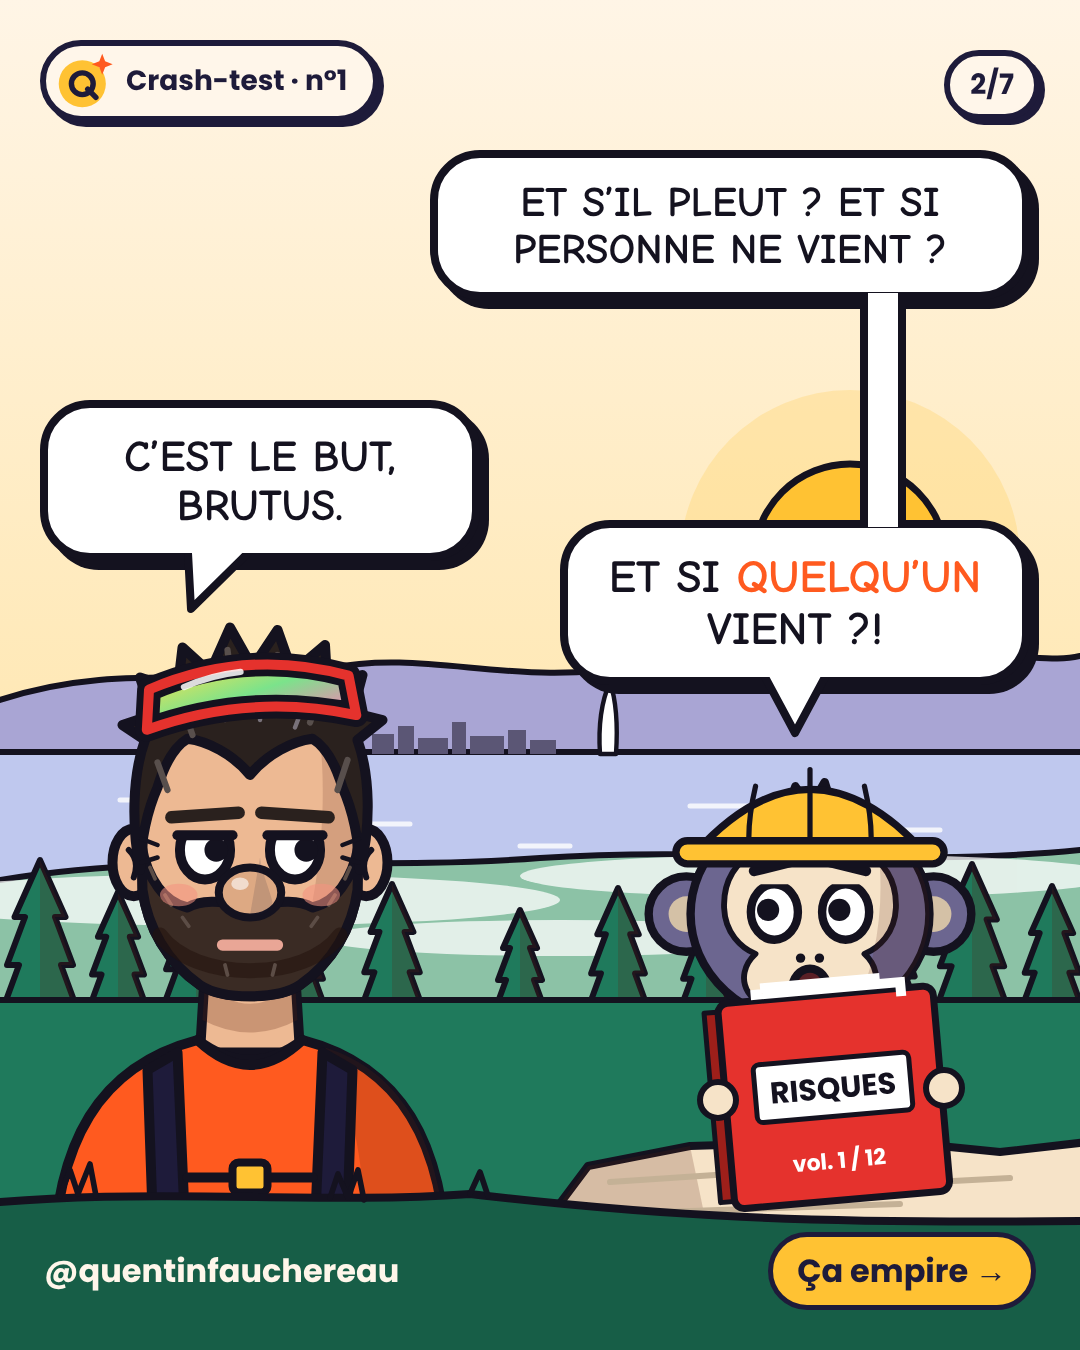 Q Crash-test · n°1
2/7
ET S'IL PLEUT ? ET SI
PERSONNE NE VIENT ?
C'EST LE BUT,
BRUTUS.
ET SI QUELQU'UN
VIENT ?!
RISQUES
vol. 1 / 12
@quentinfauchereau
Ça empire →